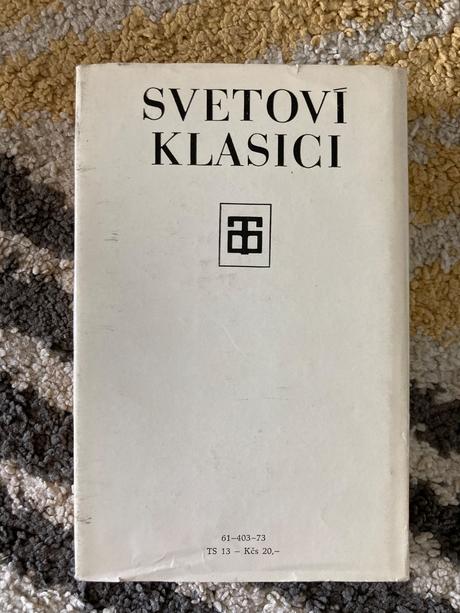 SVETOVÍ
KLASICI
61–403–73
TS 13 – Kčs 20,–